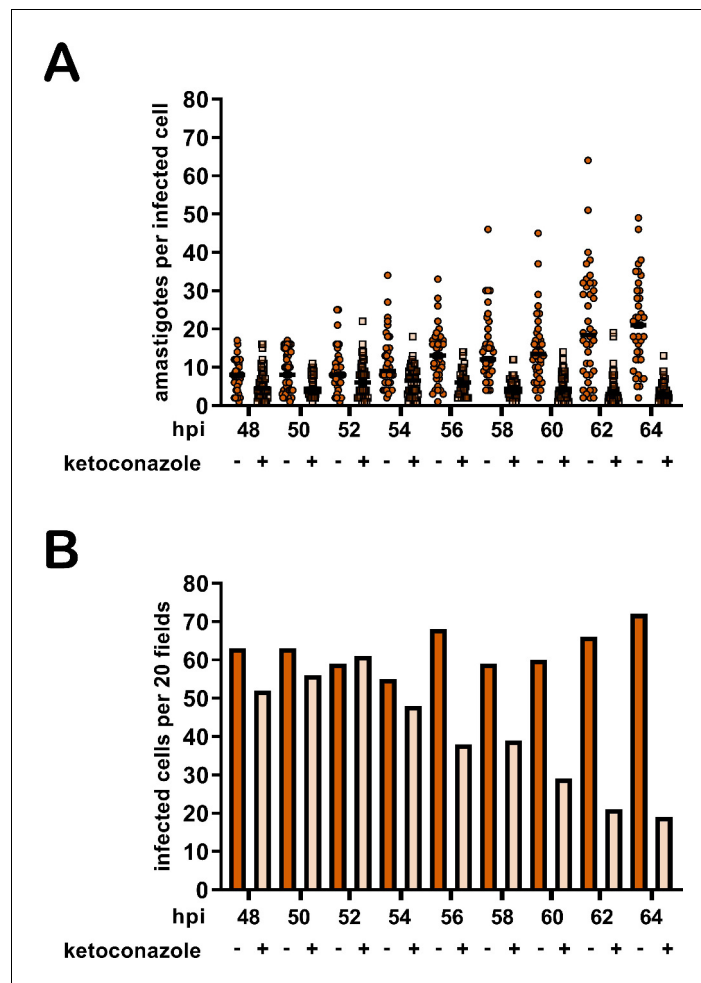 A
amastigotes per infected cell
80
70
60
50
40
30
20
10
0
hpi 48 50 52 54 56 58 60 62 64
ketoconazole - + - + - + - + - + - + - + - + - +
B
infected cells per 20 fields
80
70
60
50
40
30
20
10
0
hpi 48 50 52 54 56 58 60 62 64
ketoconazole - + - + - + - + - + - + - + - + - +